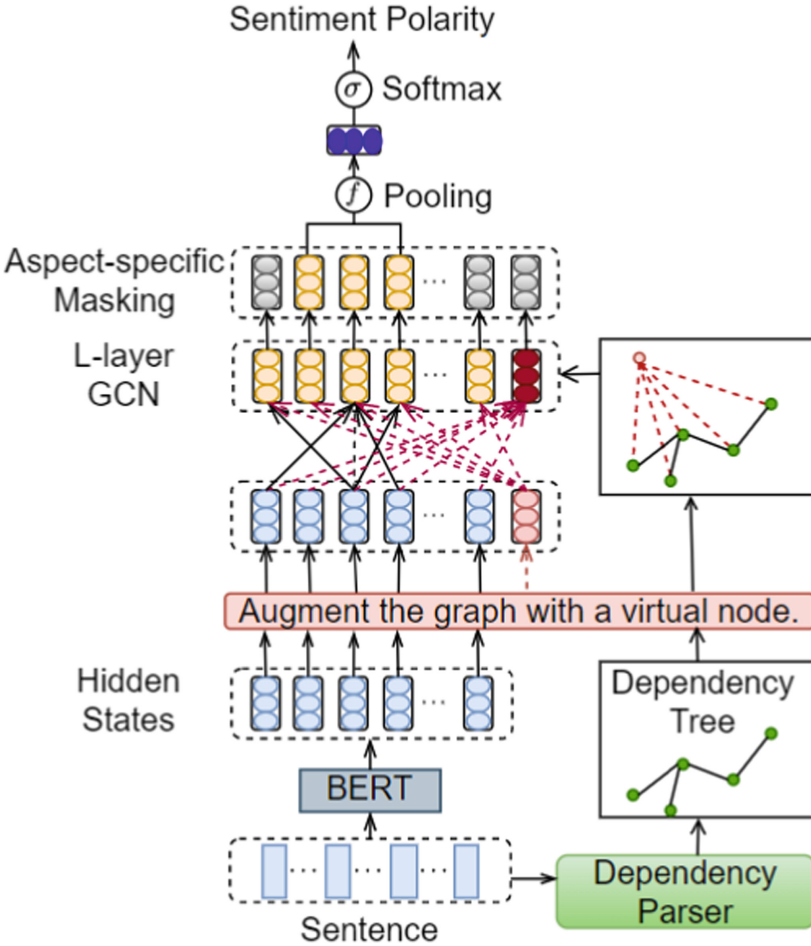 Sentiment Polarity
σ Softmax
f Pooling
Aspect-specific
Masking
...
L-layer
GCN
...
...
Augment the graph with a virtual node.
Hidden
States
...
Dependency
Tree
BERT
... ... ...
Dependency
Parser
Sentence